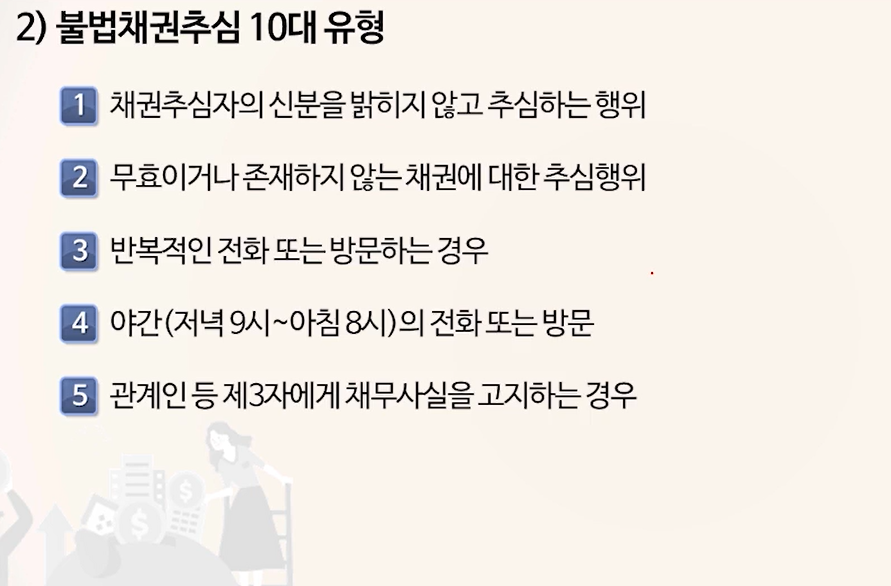 2) 불법채권추심 10대 유형
1 채권추심자의 신분을 밝히지 않고 추심하는 행위
2 무효이거나 존재하지 않는 채권에 대한 추심행위
3 반복적인 전화 또는 방문하는 경우
4 야간(저녁 9시~아침 8시)의 전화 또는 방문
5 관계인 등 제3자에게 채무사실을 고지하는 경우
$
$